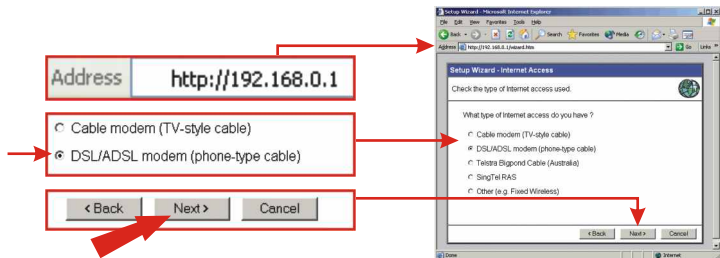 Address http://192.168.0.1
Cable modem (TV-style cable)
DSL/ADSL modem (phone-type cable)
< Back Next > Cancel
Setup Wizard - Microsoft Internet Explorer
File Edit View Favorites Tools Help
Back Search Favorites Media
Address http://192.168.0.1/wizard.htm Go Links »
Setup Wizard - Internet Access
Check the type of Internet access used.
What type of Internet access do you have ?
Cable modem (TV-style cable)
DSL/ADSL modem (phone-type cable)
Telstra Bigpond Cable (Australia)
SingTel RAS
Other (e.g. Fixed Wireless)
< Back Next > Cancel
Done Internet